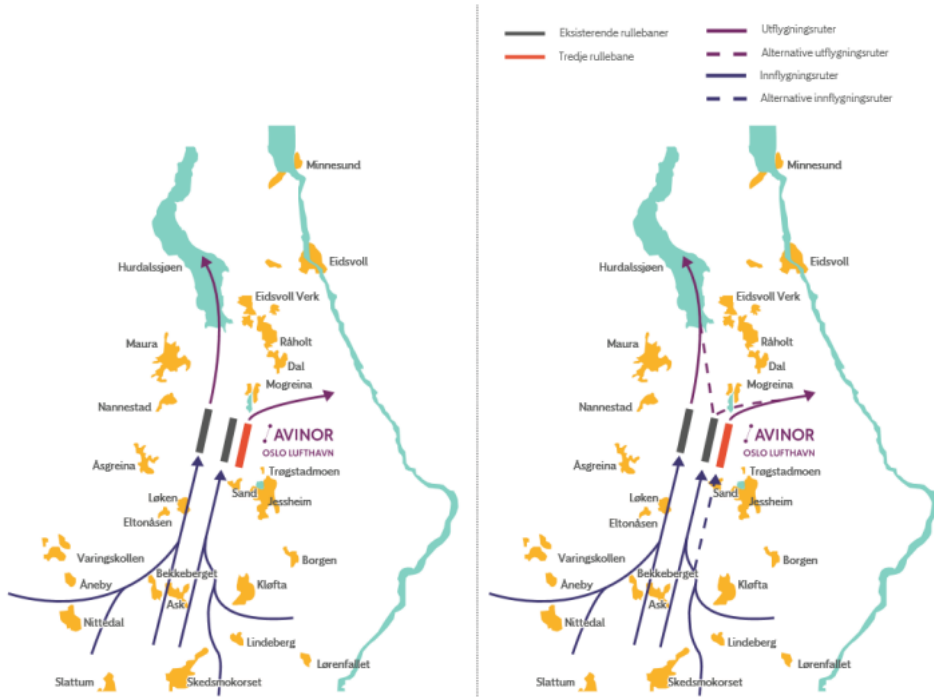 Eksisterende rullebaner
Tredje rullebane
Utflygningsruter
Alternative utflygningsruter
Innflygningsruter
Alternative innflygningsruter
Minnesund
Hurdalssjøen
Eidsvoll
Eidsvoll Verk
Maura
Råholt
Dal
Mogreina
Nannestad
AVINOR
OSLO LUFTHAVN
Åsgreina
Trøgstadmoen
Sand
Løken
Jessheim
Eltonåsen
Varingskollen
Borgen
Bekkeberget
Åneby
Kløfta
Ask
Nittedal
Lindeberg
Lørenfallet
Slattum
Skedsmokorset
Minnesund
Hurdalssjøen
Eidsvoll
Eidsvoll Verk
Maura
Råholt
Dal
Mogreina
Nannestad
AVINOR
OSLO LUFTHAVN
Åsgreina
Trøgstadmoen
Sand
Løken
Jessheim
Eltonåsen
Varingskollen
Borgen
Bekkeberget
Åneby
Kløfta
Ask
Nittedal
Lindeberg
Lørenfallet
Slattum
Skedsmokorset